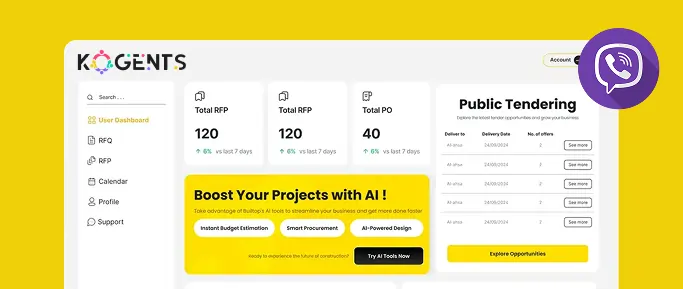 KOGENTS
Account
Search . . .
User Dashboard
RFQ
RFP
Calendar
Profile
Support
Total RFP
120
6% vs last 7 days
Total RFP
120
6% vs last 7 days
Total PO
40
6% vs last 7 days
Boost Your Projects with AI !
Take advantage of Builtop's AI tools to streamline your business and get more done faster
Instant Budget Estimation
Smart Procurement
AI-Powered Design
Ready to experience the future of construction?
Try AI Tools Now
Public Tendering
Explore the latest tender opportunities and grow your business
Deliver to Delivery Date No. of offers
Al ahsa 24/09/2024 2 See more
Al ahsa 24/09/2024 2 See more
Al ahsa 24/09/2024 2 See more
Al ahsa 24/09/2024 2 See more
Al ahsa 24/09/2024 2 See more
Explore Opportunities